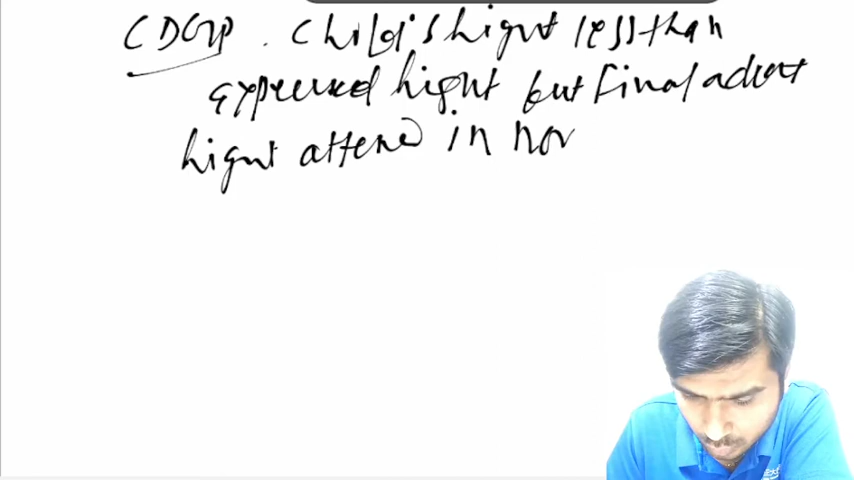 CDGP. Child's hight less than
expected hight but final adult
hight attend in nor